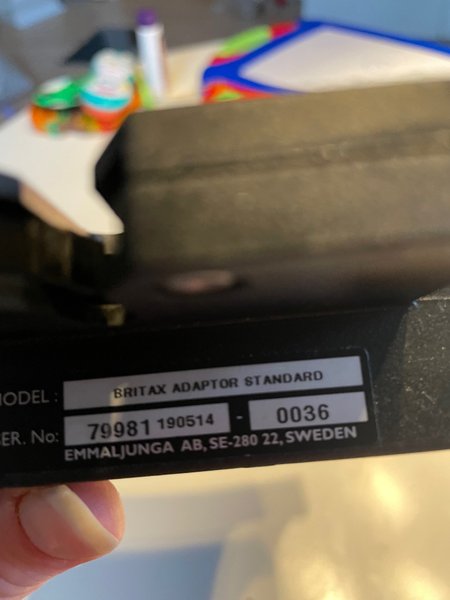 MODEL : BRITAX ADAPTOR STANDARD
SER. No: 79981 190514 - 0036
EMMALJUNGA AB, SE-280 22, SWEDEN